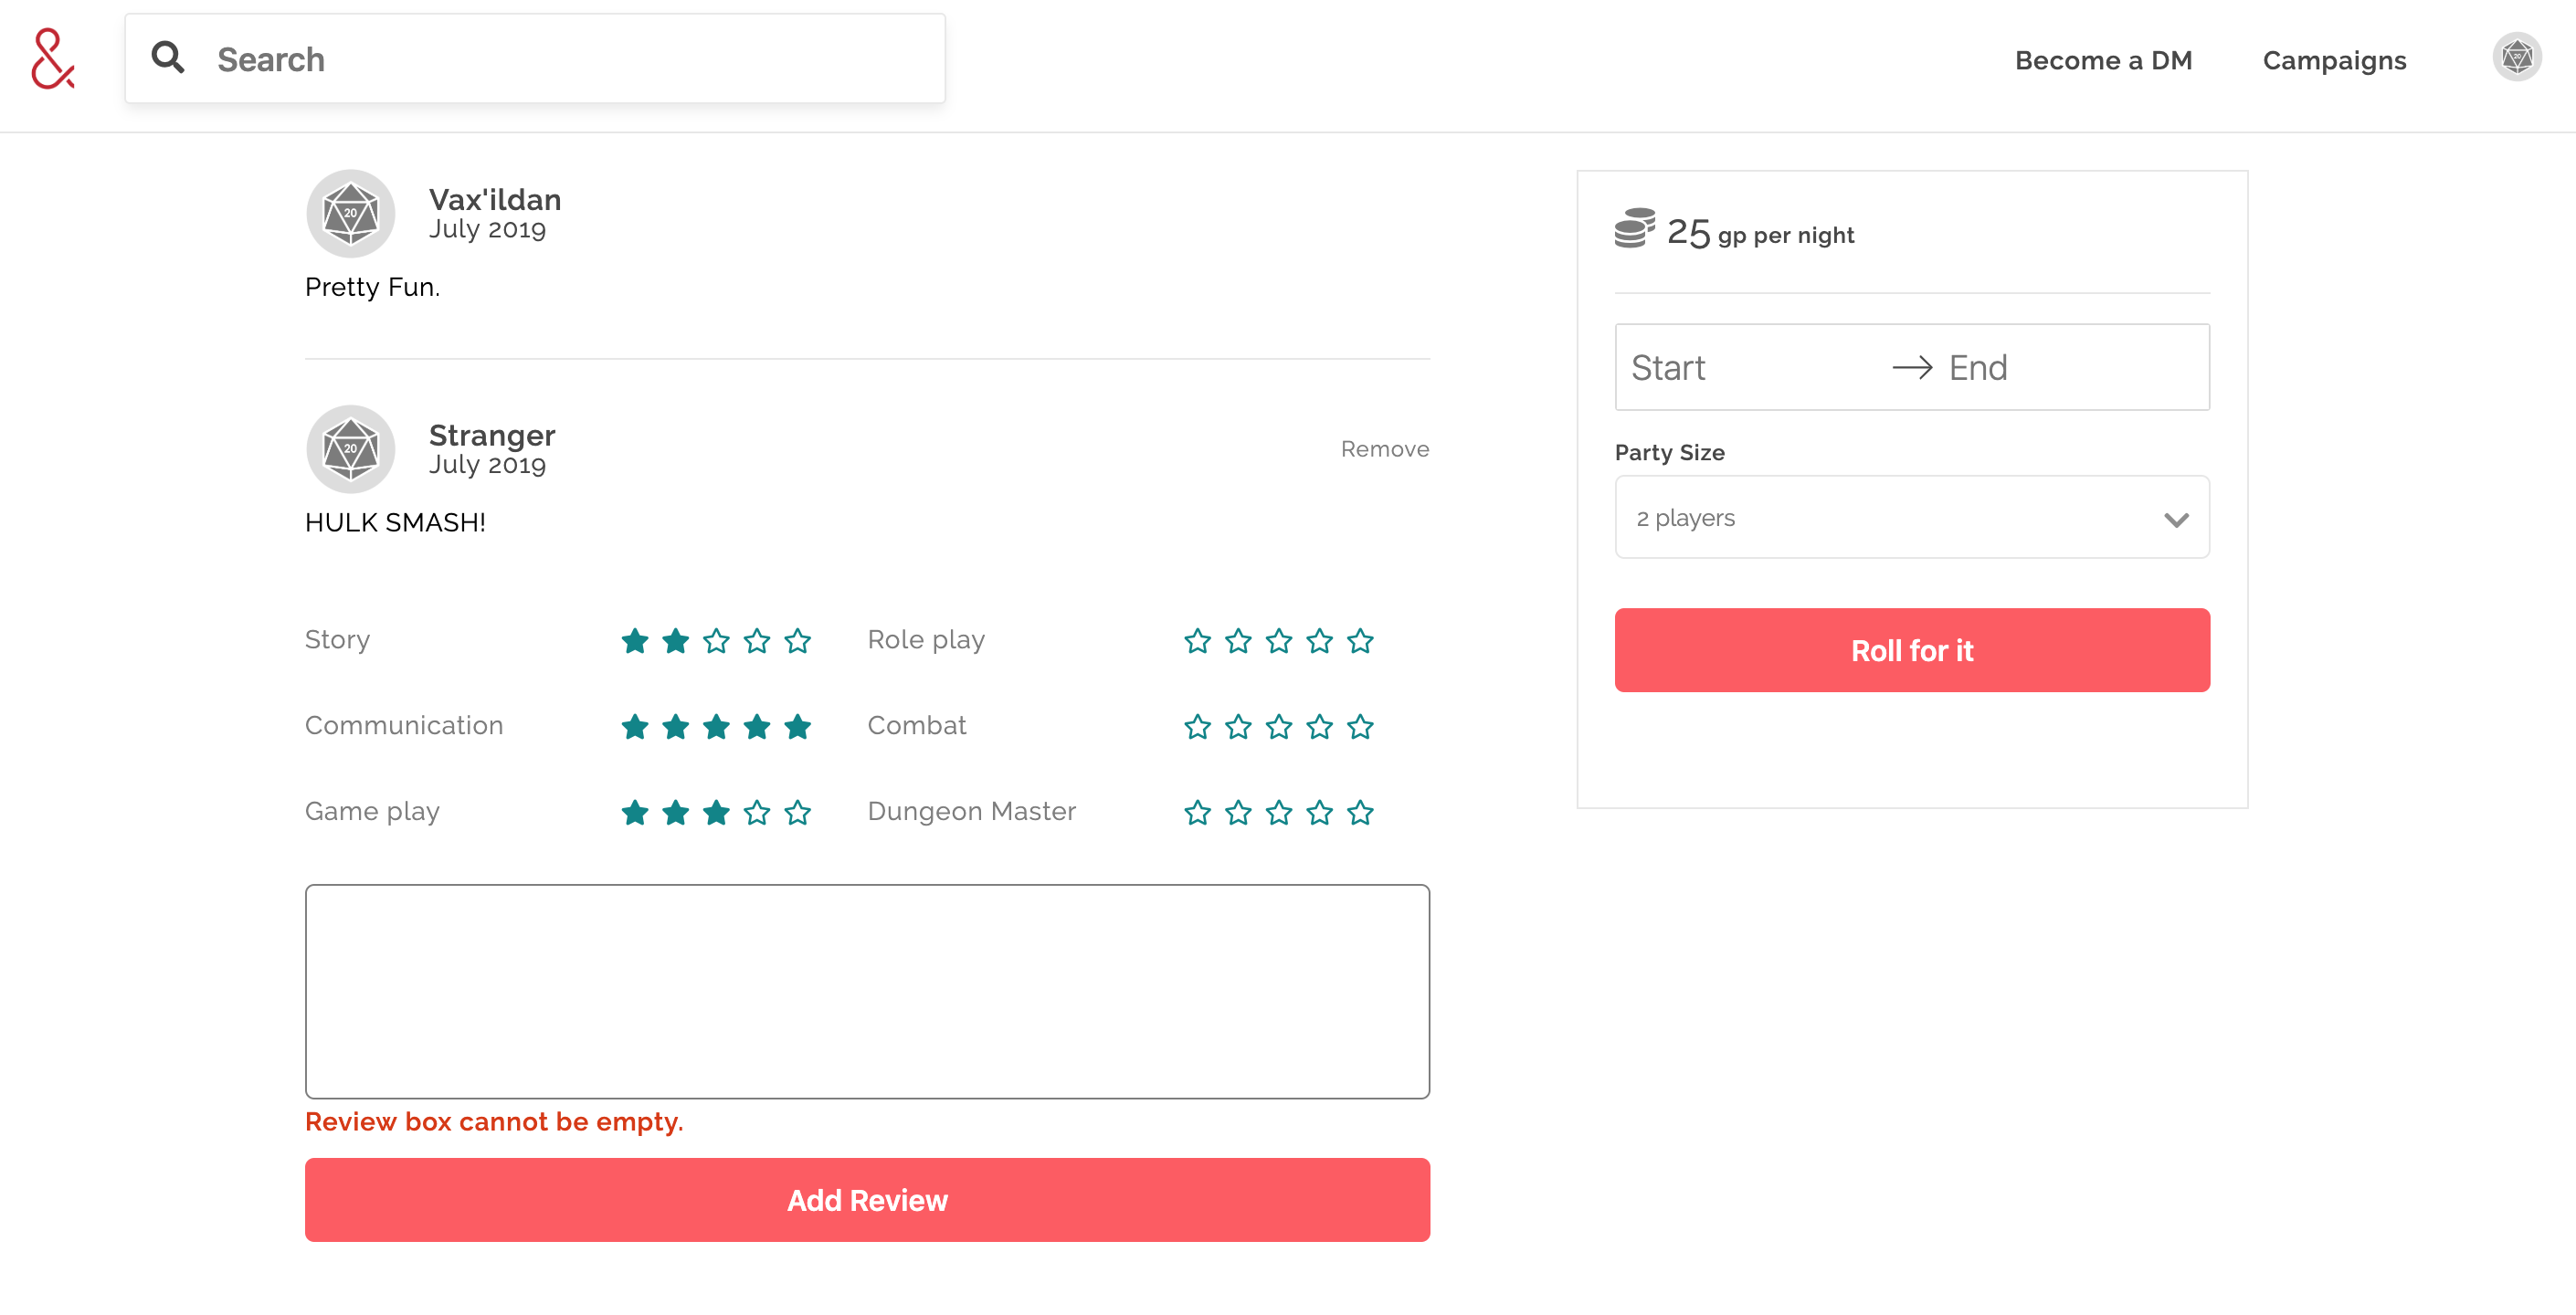 &
Search
Become a DM
Campaigns
20
20
Vax'ildan
July 2019
Pretty Fun.
20
Stranger
July 2019
Remove
HULK SMASH!
Story
Role play
Communication
Combat
Game play
Dungeon Master
Review box cannot be empty.
Add Review
25 gp per night
Start
End
Party Size
2 players
Roll for it